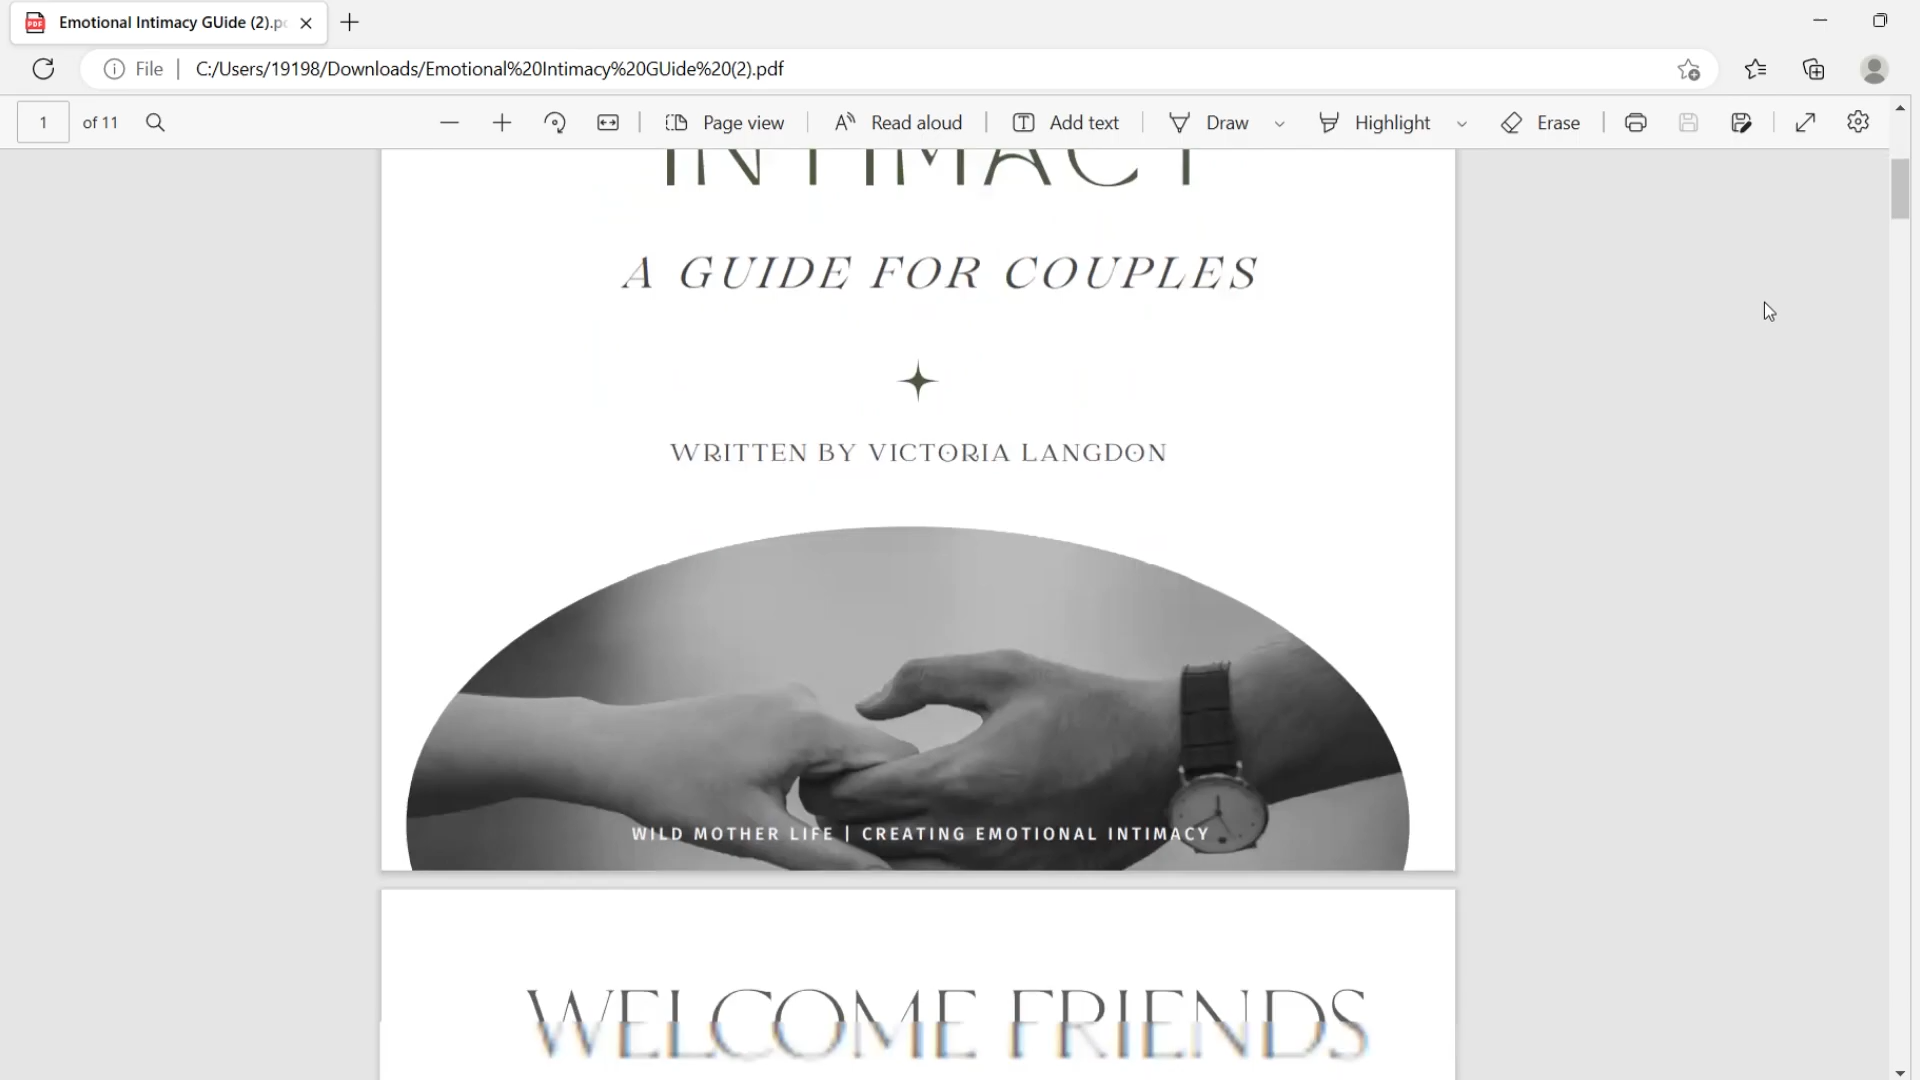 Emotional Intimacy GUide (2).p
File
C:/Users/19198/Downloads/Emotional%20Intimacy%20GUide%20(2).pdf
1 of 11
Page view
Read aloud
Add text
Draw
Highlight
Erase
INTIMACY
A GUIDE FOR COUPLES
WRITTEN BY VICTORIA LANGDON
WILD MOTHER LIFE | CREATING EMOTIONAL INTIMACY
WELCOME FRIENDS